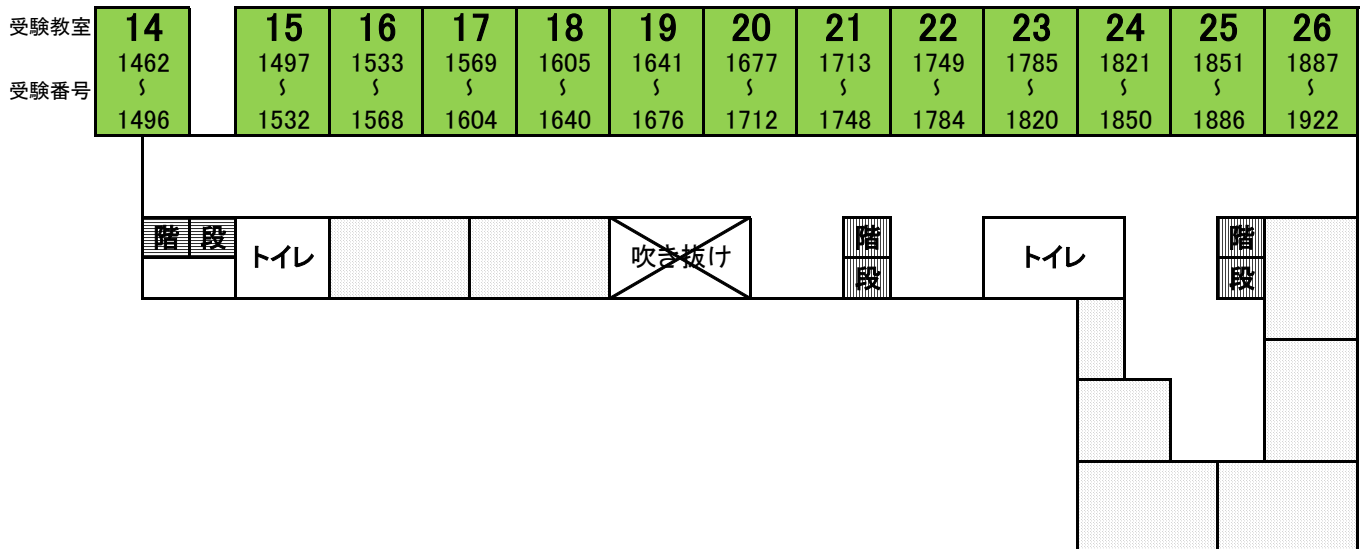 受験教室 14 15 16 17 18 19 20 21 22 23 24 25 26
1462 1497 1533 1569 1605 1641 1677 1713 1749 1785 1821 1851 1887
受験番号 ~ ~ ~ ~ ~ ~ ~ ~ ~ ~ ~ ~ ~
1496 1532 1568 1604 1640 1676 1712 1748 1784 1820 1850 1886 1922
階 段 トイレ 吹き抜け 階 トイレ 階
段 段